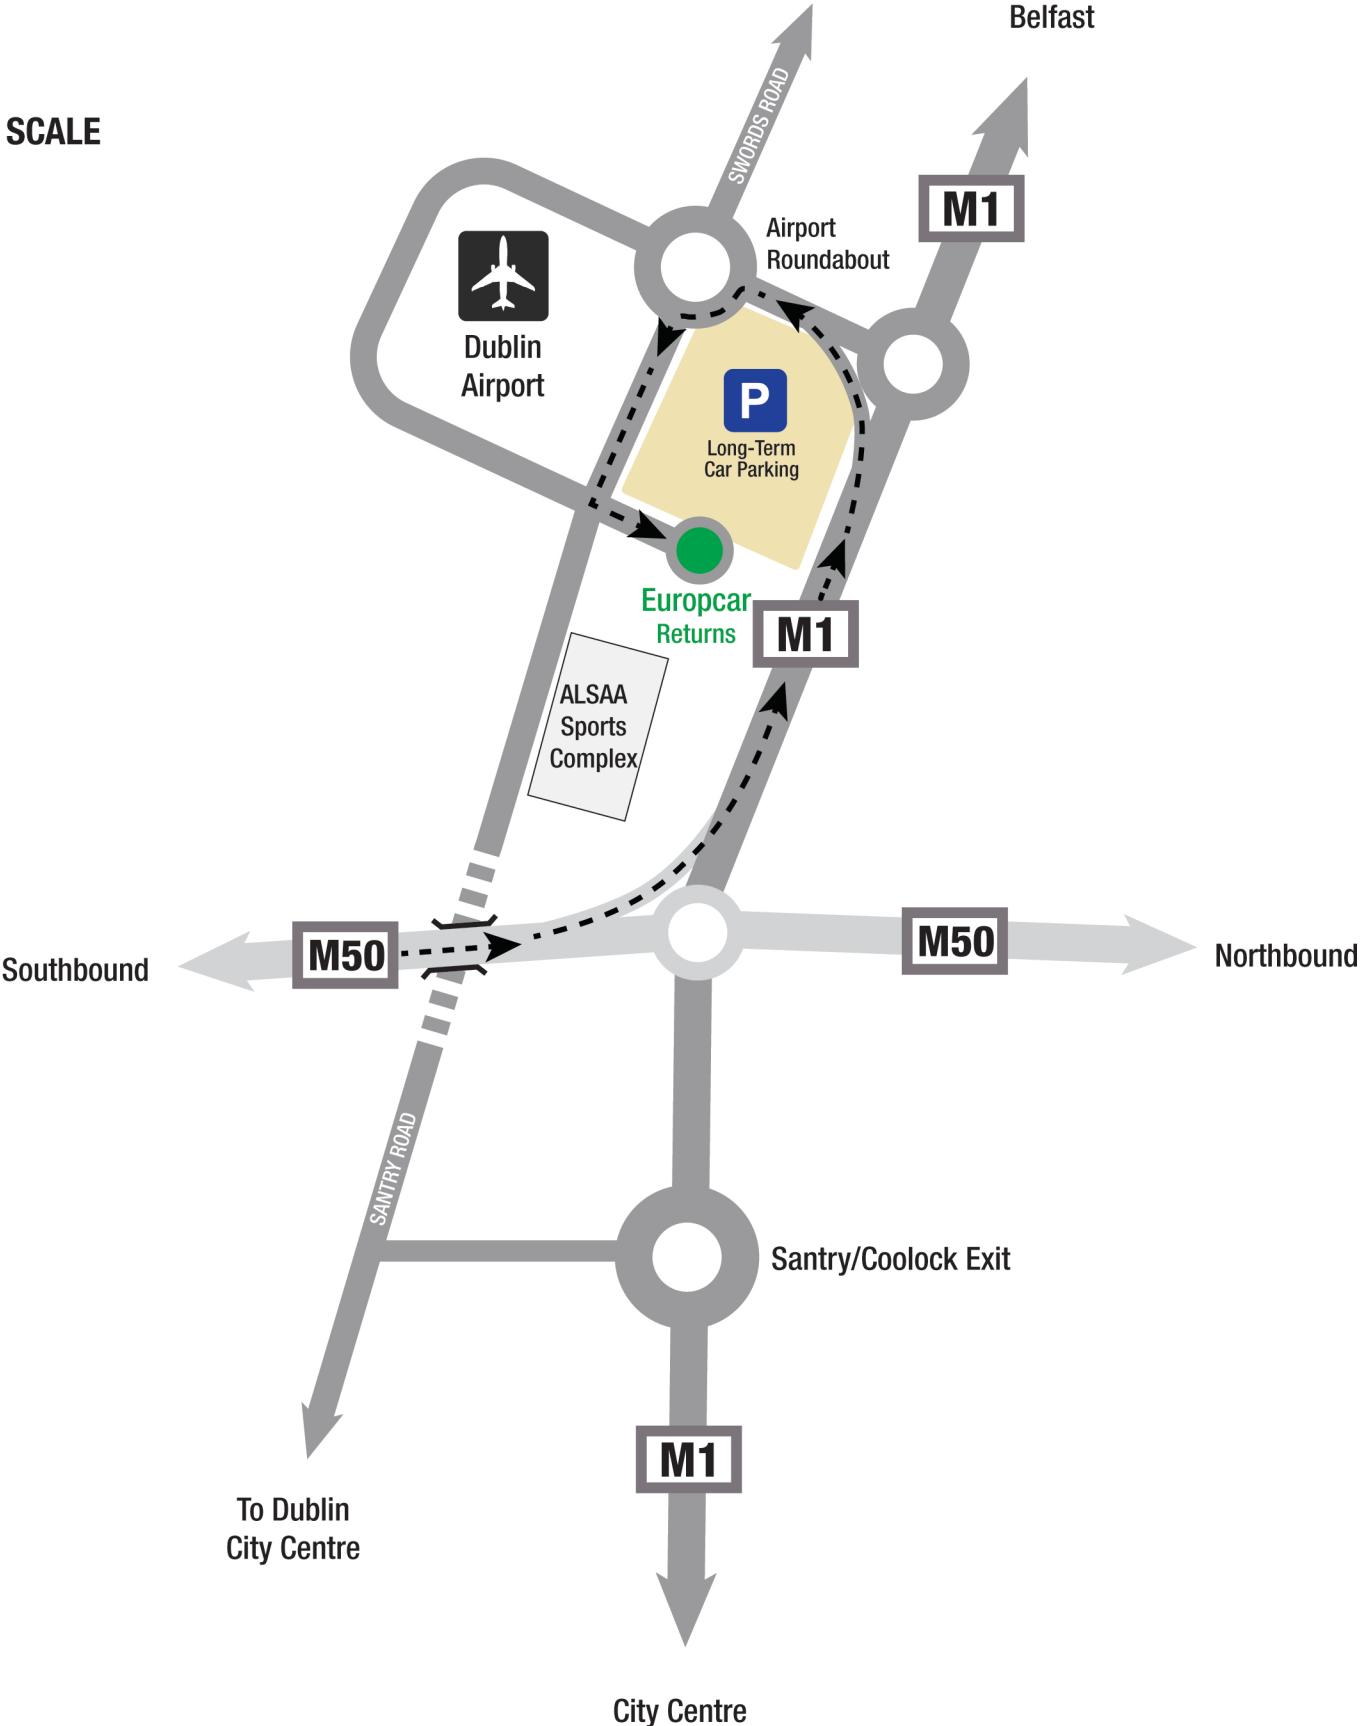 Belfast
SWORDS ROAD
SCALE
M1
Airport
Roundabout
Dublin
Airport
P
Long-Term
Car Parking
Europcar
Returns
M1
ALSAA
Sports
Complex
M50
M50
Southbound
Northbound
SANTRY ROAD
Santry/Coolock Exit
M1
To Dublin
City Centre
City Centre